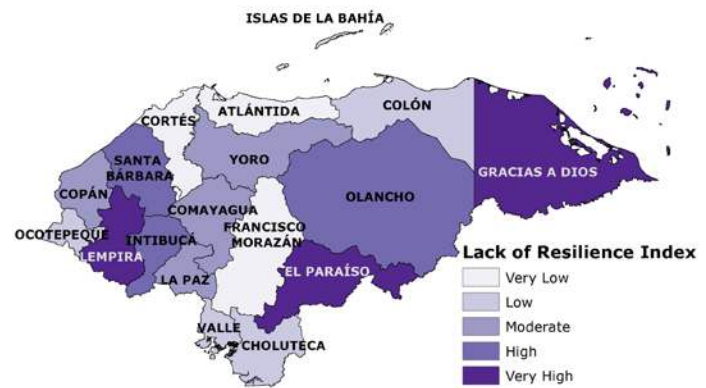 ISLAS DE LA BAHÍA
ATLÁNTIDA
COLÓN
CORTÉS
SANTA
BÁRBARA
YORO
GRACIAS A DIOS
COPÁN
OLANCHO
COMAYAGUA
OCOTEPEQUE
FRANCISCO
MORAZÁN
INTIBUCÁ
LEMPIRA
EL PARAÍSO
LA PAZ
VALLE
CHOLUTECA
Lack of Resilience Index
Very Low
Low
Moderate
High
Very High